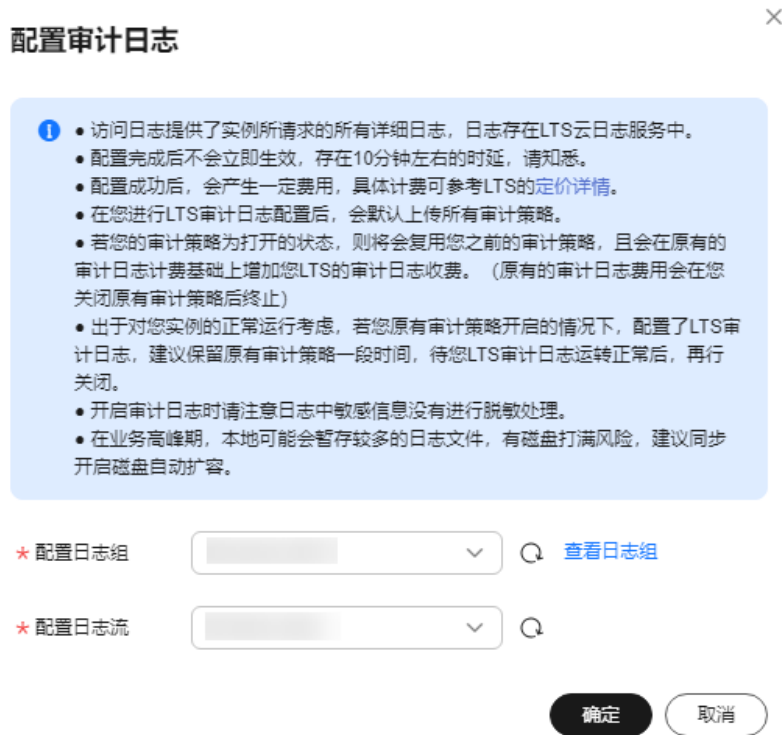 配置审计日志
● 访问日志提供了实例所请求的所有详细日志，日志存在LTS云日志服务中。
● 配置完成后不会立即生效，存在10分钟左右的时延，请知悉。
● 配置成功后，会产生一定费用，具体计费可参考LTS的定价详情。
● 在您进行LTS审计日志配置后，会默认上传所有审计策略。
● 若您的审计策略为打开的状态，则将会复用您之前的审计策略，且会在原有的
审计日志计费基础上增加您LTS的审计日志收费。（原有的审计日志费用会在您
关闭原有审计策略后终止）
● 出于对您实例的正常运行考虑，若您原有审计策略开启的情况下，配置了LTS审
计日志，建议保留原有审计策略一段时间，待您LTS审计日志运转正常后，再行
关闭。
● 开启审计日志时请注意日志中敏感信息没有进行脱敏处理。
● 在业务高峰期，本地可能会暂存较多的日志文件，有磁盘打满风险，建议同步
开启磁盘自动扩容。
* 配置日志组 查看日志组
* 配置日志流
确定 取消